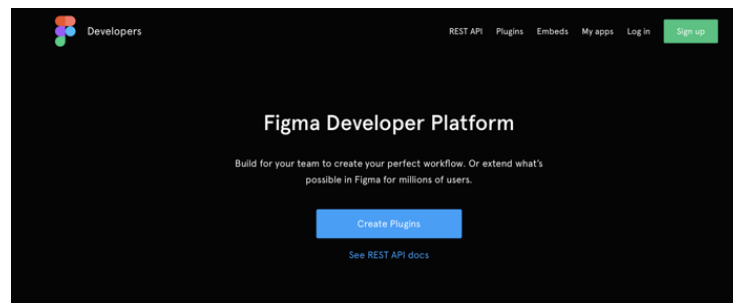 Developers
REST API Plugins Embeds My apps Log in Sign up
Figma Developer Platform
Build for your team to create your perfect workflow. Or extend what's
possible in Figma for millions of users.
Create Plugins
See REST API docs